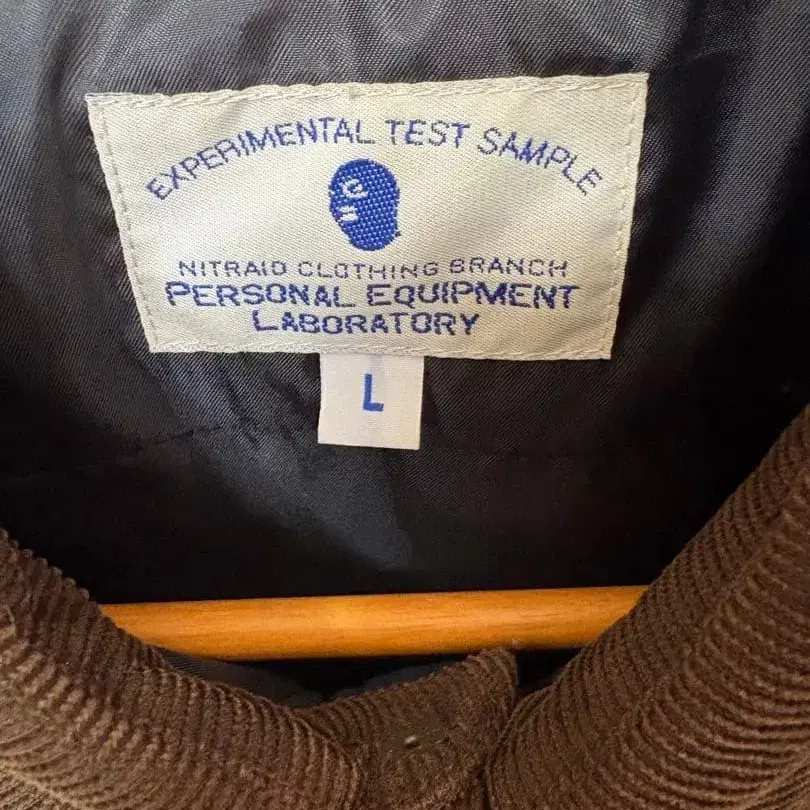 EXPERIMENTAL TEST SAMPLE
NITRAID CLOTHING BRANCH
PERSONAL EQUIPMENT
LABORATORY
L